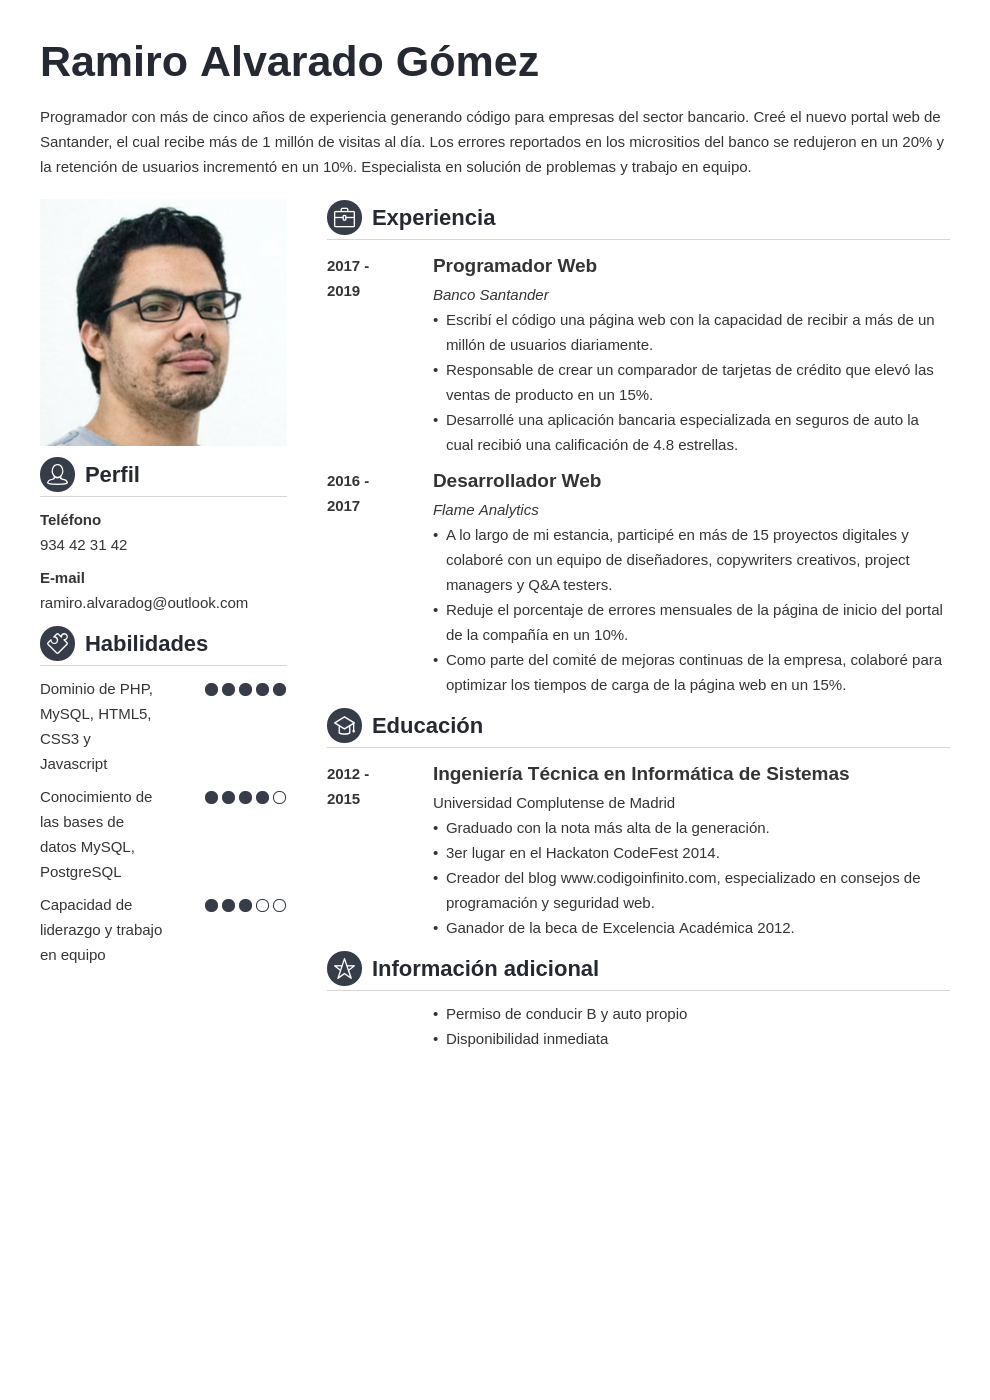 Ramiro Alvarado Gómez
Programador con más de cinco años de experiencia generando código para empresas del sector bancario. Creé el nuevo portal web de
Santander, el cual recibe más de 1 millón de visitas al día. Los errores reportados en los micrositios del banco se redujeron en un 20% y
la retención de usuarios incrementó en un 10%. Especialista en solución de problemas y trabajo en equipo.
Perfil
Teléfono
934 42 31 42
E-mail
ramiro.alvaradog@outlook.com
Habilidades
Dominio de PHP,
MySQL, HTML5,
CSS3 y
Javascript
Conocimiento de
las bases de
datos MySQL,
PostgreSQL
Capacidad de
liderazgo y trabajo
en equipo
Experiencia
2017 -
2019
Programador Web
Banco Santander
• Escribí el código una página web con la capacidad de recibir a más de un
millón de usuarios diariamente.
• Responsable de crear un comparador de tarjetas de crédito que elevó las
ventas de producto en un 15%.
• Desarrollé una aplicación bancaria especializada en seguros de auto la
cual recibió una calificación de 4.8 estrellas.
2016 -
2017
Desarrollador Web
Flame Analytics
• A lo largo de mi estancia, participé en más de 15 proyectos digitales y
colaboré con un equipo de diseñadores, copywriters creativos, project
managers y Q&A testers.
• Reduje el porcentaje de errores mensuales de la página de inicio del portal
de la compañía en un 10%.
• Como parte del comité de mejoras continuas de la empresa, colaboré para
optimizar los tiempos de carga de la página web en un 15%.
Educación
2012 -
2015
Ingeniería Técnica en Informática de Sistemas
Universidad Complutense de Madrid
• Graduado con la nota más alta de la generación.
• 3er lugar en el Hackaton CodeFest 2014.
• Creador del blog www.codigoinfinito.com, especializado en consejos de
programación y seguridad web.
• Ganador de la beca de Excelencia Académica 2012.
Información adicional
• Permiso de conducir B y auto propio
• Disponibilidad inmediata